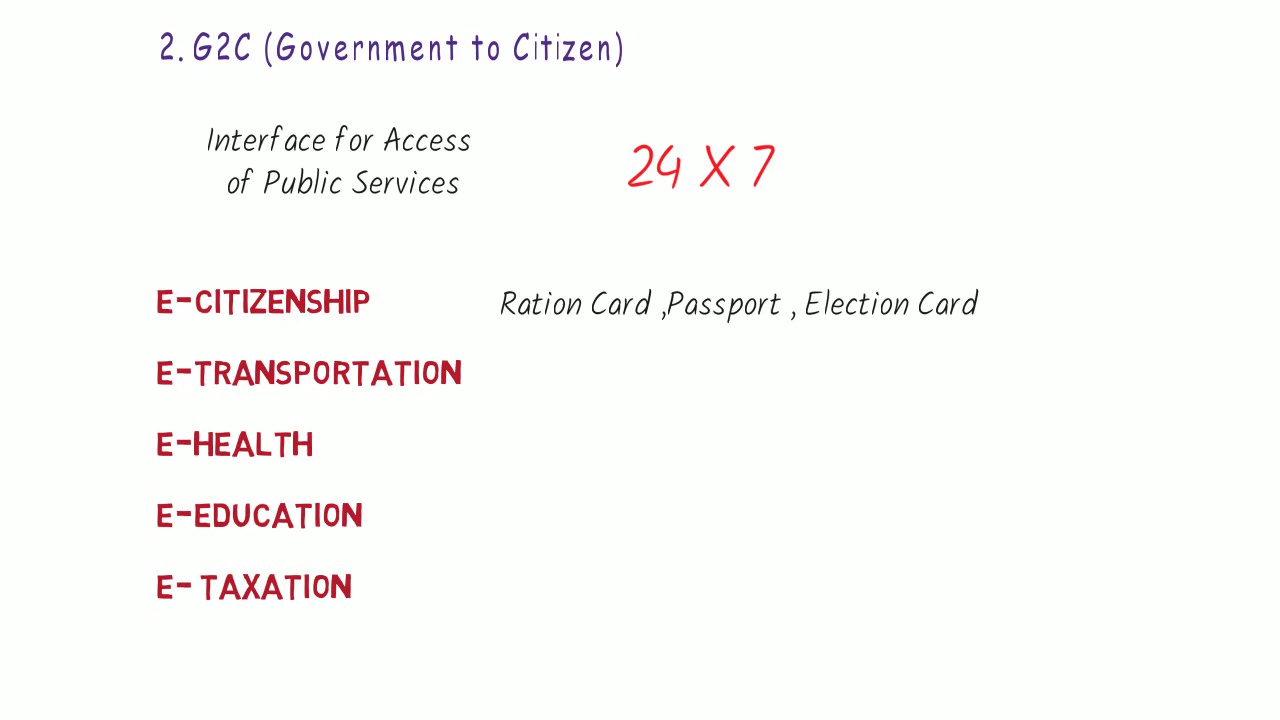 2. G2C (Government to Citizen)
Interface for Access
of Public Services
24 X 7
E-CITIZENSHIP
Ration Card ,Passport , Election Card
E-TRANSPORTATION
E-HEALTH
E-EDUCATION
E- TAXATION